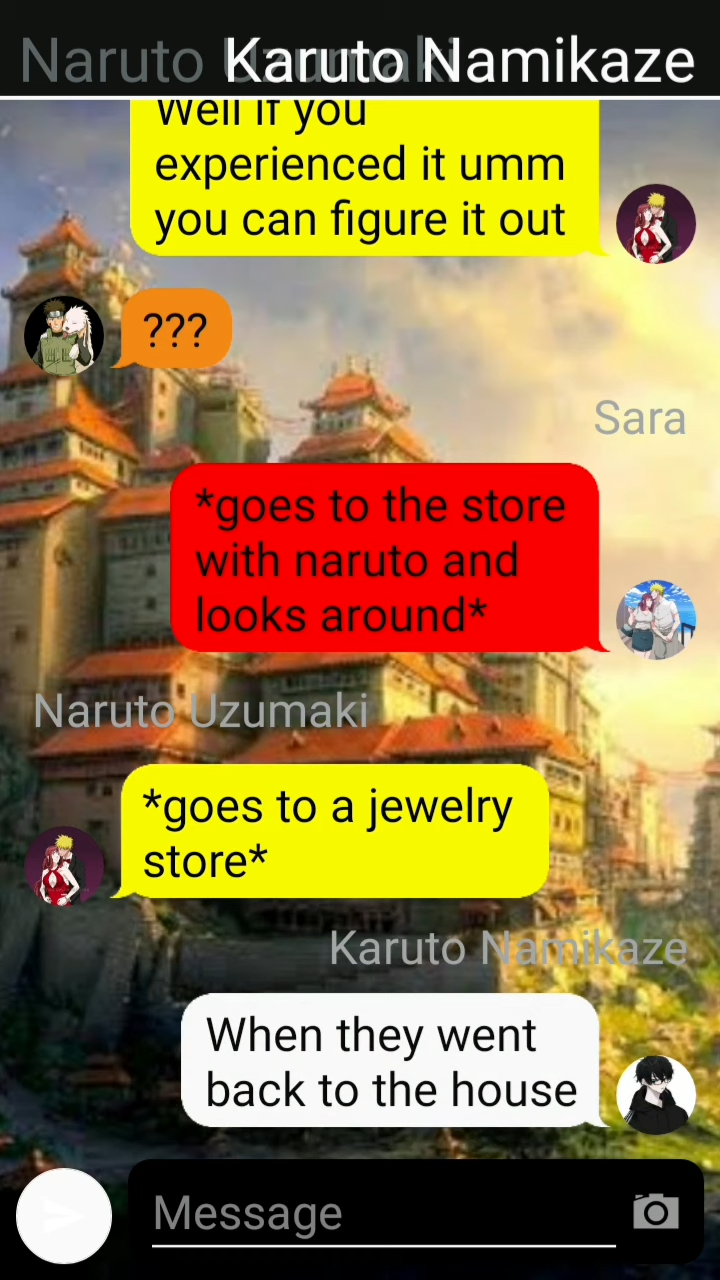 Naruto Uzumaki Karuto Namikaze
Well if you
experienced it umm
you can figure it out
???
Sara
*goes to the store
with naruto and
looks around*
Naruto Uzumaki
*goes to a jewelry
store*
Karuto Namikaze
When they went
back to the house
Message